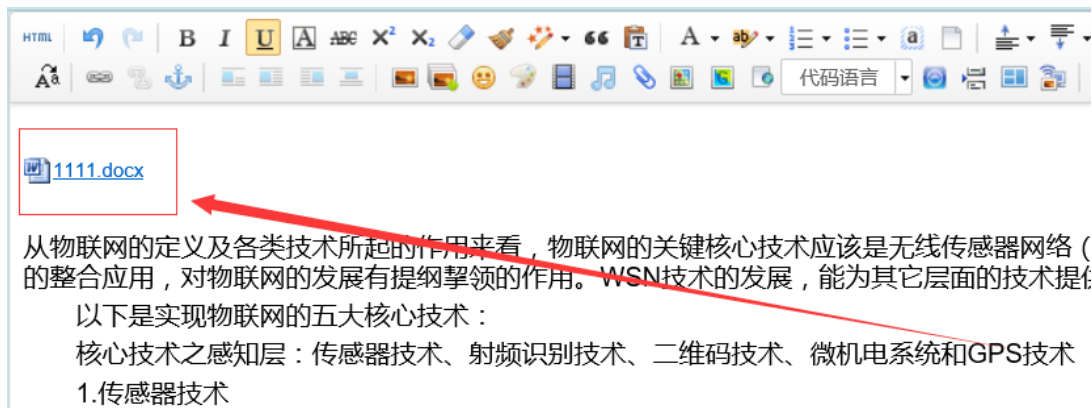 HTML B I U A ABC X² X₂ A ab a
Aa 代码语言
1111.docx
从物联网的定义及各类技术所起的作用来看，物联网的关键核心技术应该是无线传感器网络（
的整合应用，对物联网的发展有提纲挈领的作用。WSN技术的发展，能为其它层面的技术提供
以下是实现物联网的五大核心技术：
核心技术之感知层：传感器技术、射频识别技术、二维码技术、微机电系统和GPS技术
1.传感器技术